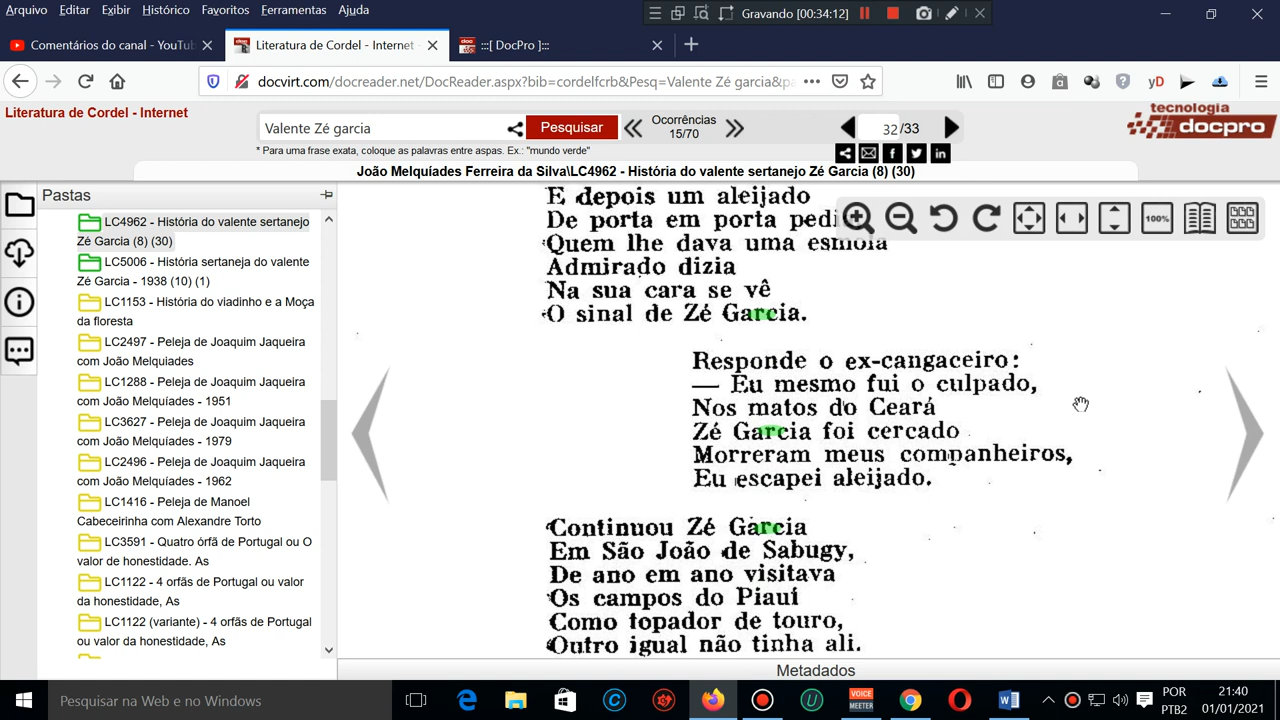 Arquivo Editar Exibir Histórico Favoritos Ferramentas Ajuda
Gravando [00:34:12]
Comentários do canal - YouTu
Literatura de Cordel - Internet -
:::[ DocPro ]:::
docvirt.com/docreader.net/DocReader.aspx?bib=cordelfcrb&Pesq=Valente Zé garcia&pa
Literatura de Cordel - Internet
Valente Zé garcia
Pesquisar
Ocorrências
15/70
32/33
tecnologia
docpro
* Para uma frase exata, coloque as palavras entre aspas. Ex.: "mundo verde"
João Melquíades Ferreira da Silva\LC4962 - História do valente sertanejo Zé Garcia (8) (30)
Pastas
LC4962 - História do valente sertanejo
Zé Garcia (8) (30)
LC5006 - História sertaneja do valente
Zé Garcia - 1938 (10) (1)
LC1153 - História do viadinho e a Moça
da floresta
LC2497 - Peleja de Joaquim Jaqueira
com João Melquiades
LC1288 - Peleja de Joaquim Jaqueira
com João Melquíades - 1951
LC3627 - Peleja de Joaquim Jaqueira
com João Melquíades - 1979
LC2496 - Peleja de Joaquim Jaqueira
com João Melquíades - 1962
LC1416 - Peleja de Manoel
Cabeceirinha com Alexandre Torto
LC3591 - Quatro órfã de Portugal ou O
valor de honestidade. As
LC1122 - 4 orfãs de Portugal ou valor
da honestidade, As
LC1122 (variante) - 4 orfãs de Portugal
ou valor da honestidade, As
100%
E depois um aleijado
De porta em porta pedi
Quem lhe dava uma esmola
Admirado dizia
Na sua cara se vê
O sinal de Zé Garcia.
Responde o ex-cangaceiro:
— Eu mesmo fui o culpado,
Nos matos do Ceará
Zé Garcia foi cercado
Morreram meus companheiros,
Eu escapei aleijado.
Continuou Zé Garcia
Em São João de Sabugy,
De ano em ano visitava
Os campos do Piauí
Como topador de touro,
Outro igual não tinha ali.
Metadados
Pesquisar na Web e no Windows
VOICE
MEETER
POR
PTB2
21:40
01/01/2021